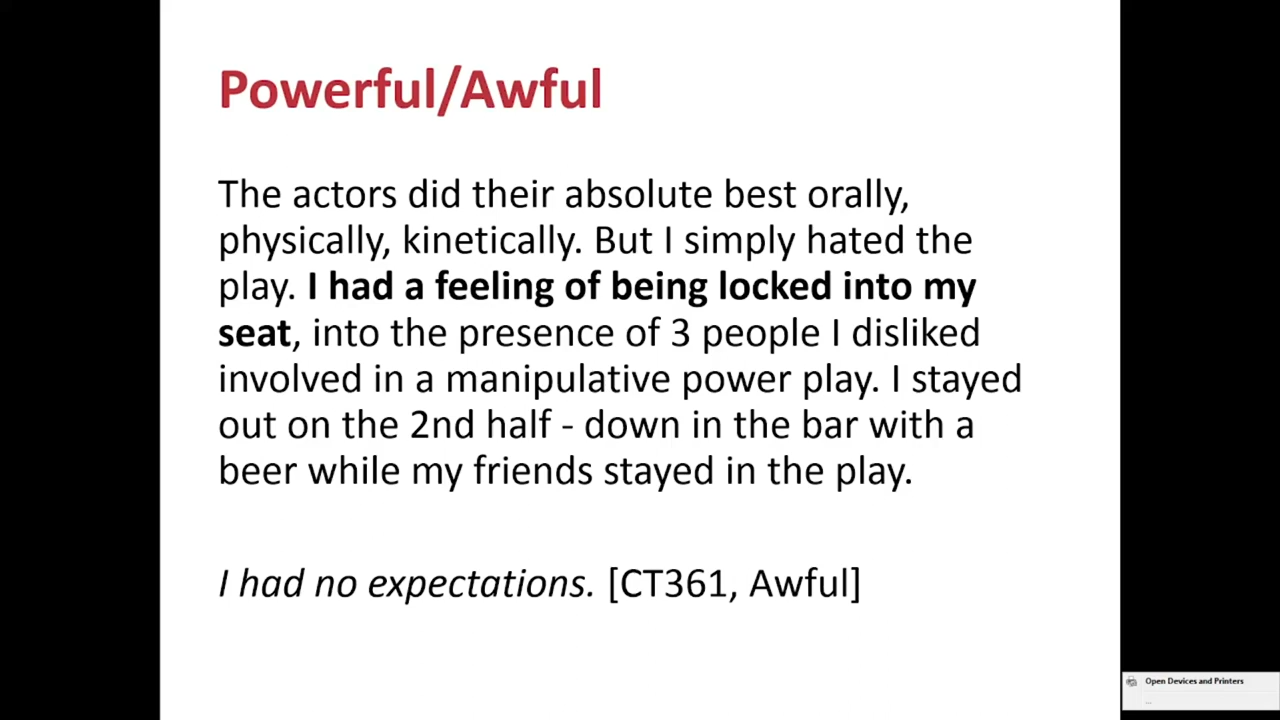 Powerful/Awful
The actors did their absolute best orally,
physically, kinetically. But I simply hated the
play. I had a feeling of being locked into my
seat, into the presence of 3 people I disliked
involved in a manipulative power play. I stayed
out on the 2nd half - down in the bar with a
beer while my friends stayed in the play.
I had no expectations. [CT361, Awful]
Open Devices and Printers
...